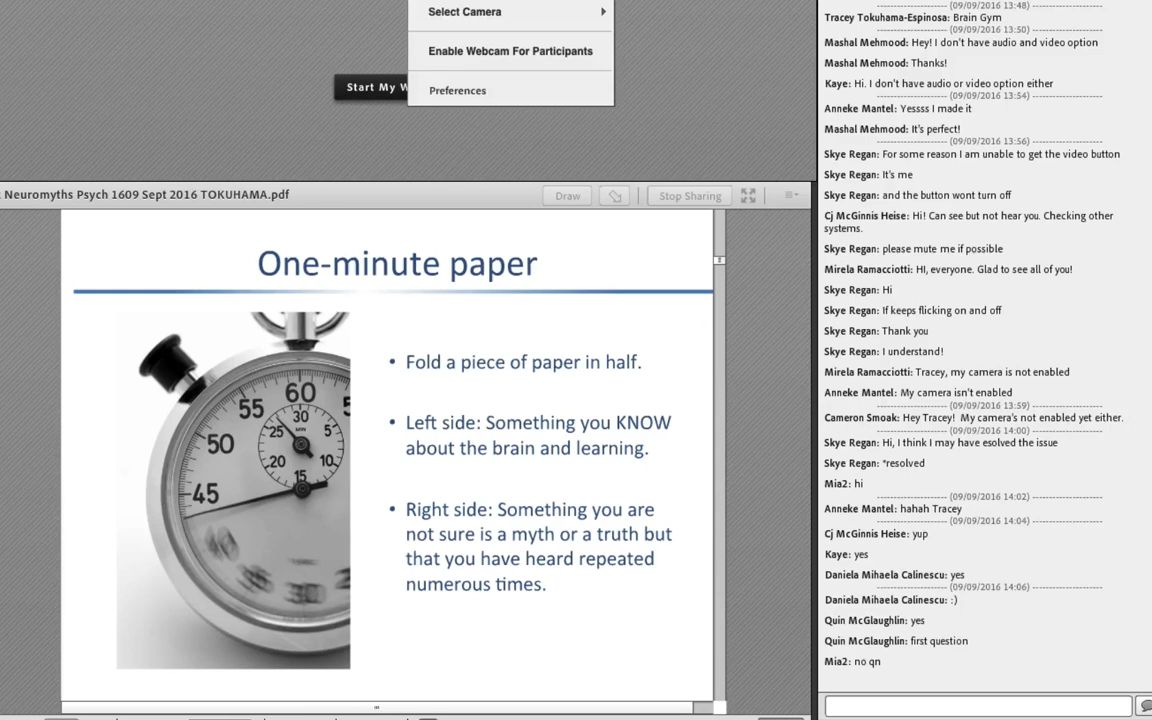 Select Camera
Enable Webcam For Participants
Start My W
Preferences
Neuromyths Psych 1609 Sept 2016 TOKUHAMA.pdf
Draw
Stop Sharing
One-minute paper
• Fold a piece of paper in half.
• Left side: Something you KNOW
about the brain and learning.
• Right side: Something you are
not sure is a myth or a truth but
that you have heard repeated
numerous times.
60
55
50
45
30
25
20
15
10
5
MIN
5
(09/09/2016 13:48)
Tracey Tokuhama-Espinosa: Brain Gym
(09/09/2016 13:50)
Mashal Mehmood: Hey! I don't have audio and video option
Mashal Mehmood: Thanks!
Kaye: Hi. I don't have audio or video option either
(09/09/2016 13:54)
Anneke Mantel: Yessss I made it
Mashal Mehmood: It's perfect!
(09/09/2016 13:56)
Skye Regan: For some reason I am unable to get the video button
Skye Regan: It's me
Skye Regan: and the button wont turn off
Cj McGinnis Heise: Hi! Can see but not hear you. Checking other
systems.
Skye Regan: please mute me if possible
Mirela Ramacciotti: HI, everyone. Glad to see all of you!
Skye Regan: Hi
Skye Regan: If keeps flicking on and off
Skye Regan: Thank you
Skye Regan: I understand!
Mirela Ramacciotti: Tracey, my camera is not enabled
Anneke Mantel: My camera isn't enabled
(09/09/2016 13:59)
Cameron Smoak: Hey Tracey! My camera's not enabled yet either.
(09/09/2016 14:00)
Skye Regan: Hi, I think I may have esolved the issue
Skye Regan: *resolved
Mia2: hi
(09/09/2016 14:02)
Anneke Mantel: hahah Tracey
(09/09/2016 14:04)
Cj McGinnis Heise: yup
Kaye: yes
Daniela Mihaela Calinescu: yes
(09/09/2016 14:06)
Daniela Mihaela Calinescu: :)
Quin McGlaughlin: yes
Quin McGlaughlin: first question
Mia2: no qn